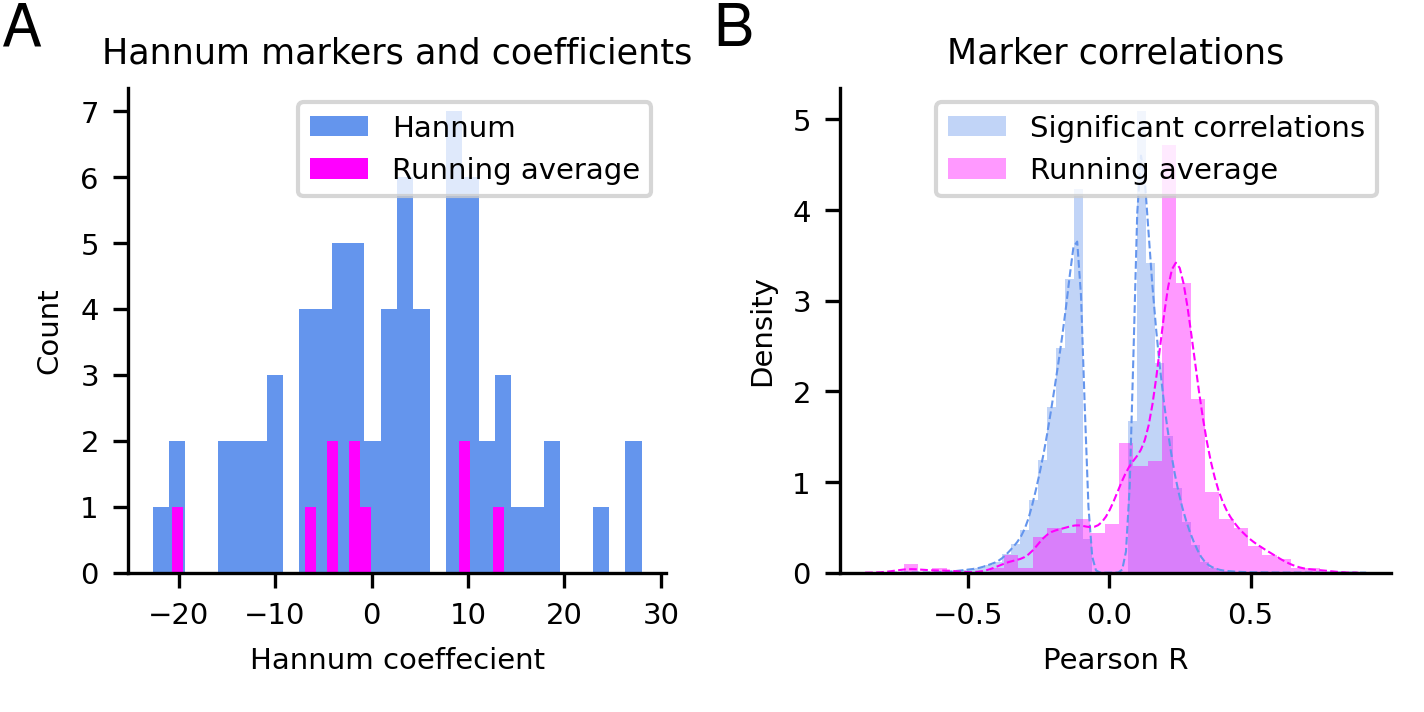 A
Hannum markers and coefficients
Hannum
Running average
Count
7
6
5
4
3
2
1
0
−20
−10
0
10
20
30
Hannum coeffecient
B
Marker correlations
Significant correlations
Running average
Density
5
4
3
2
1
0
−0.5
0.0
0.5
Pearson R